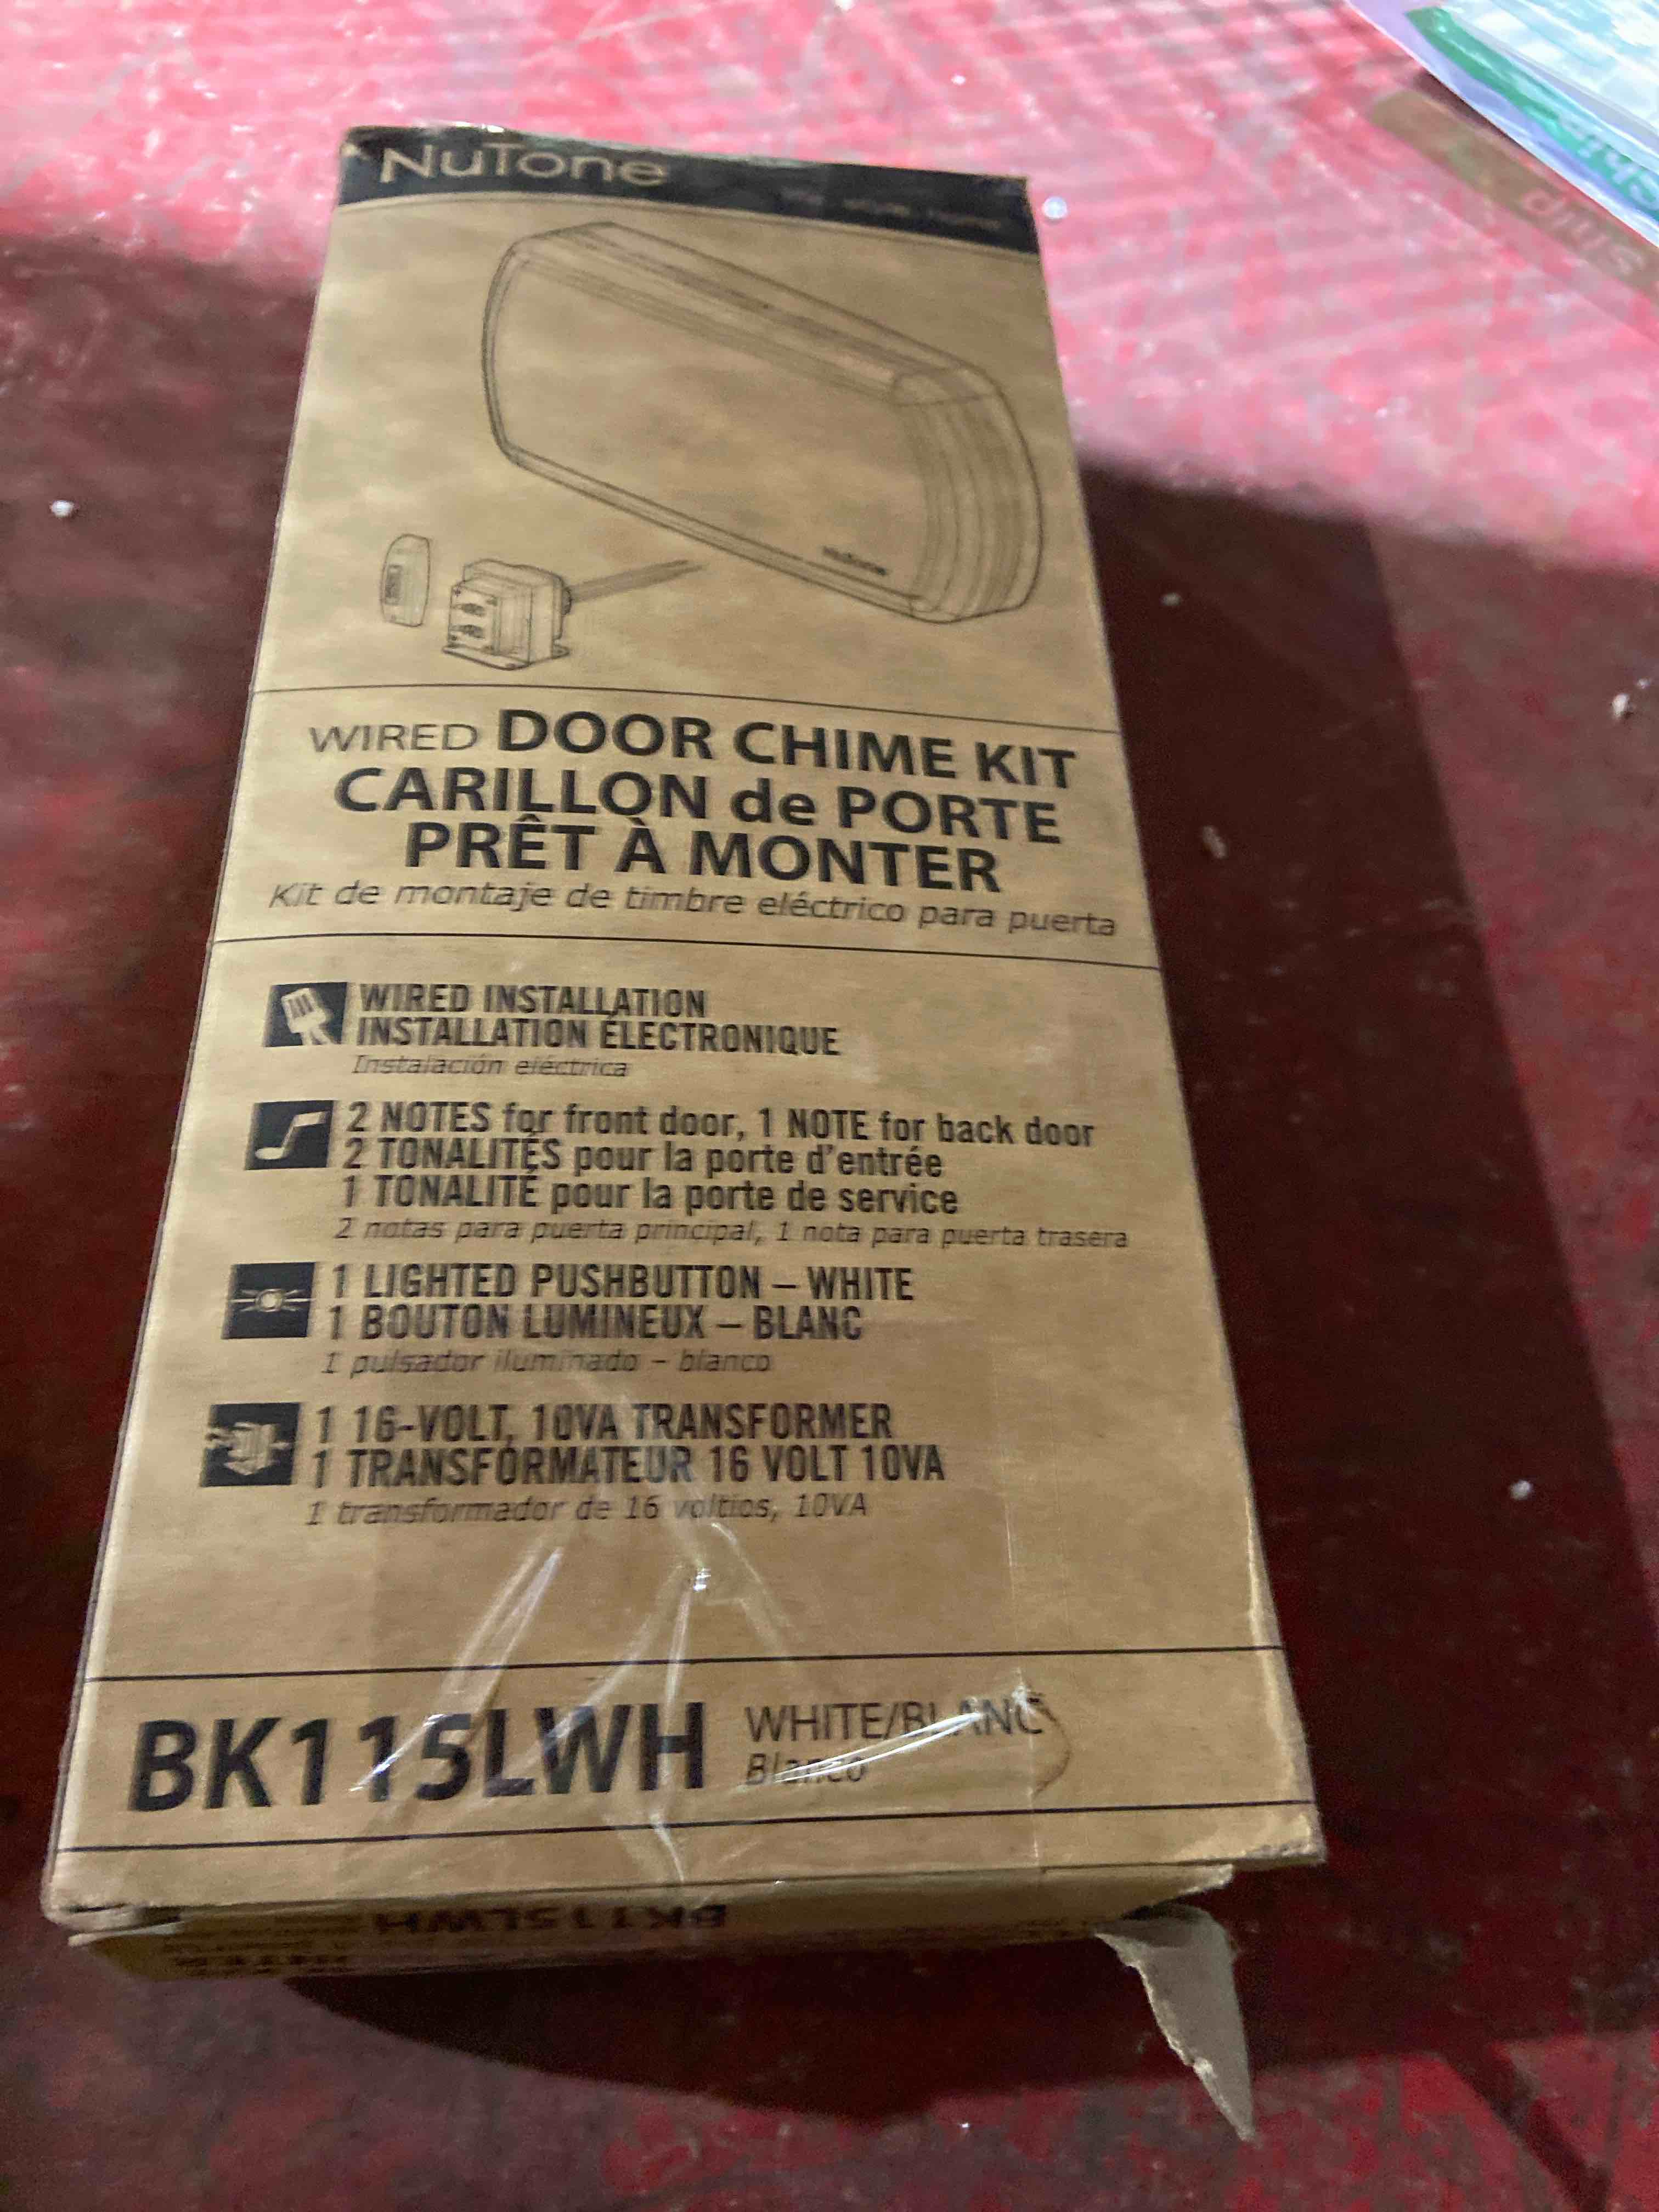 NuTone
WIRED DOOR CHIME KIT
CARILLON de PORTE
PRÊT À MONTER
Kit de montaje de timbre eléctrico para puerta
WIRED INSTALLATION
INSTALLATION ÉLECTRONIQUE
Instalación eléctrica
2 NOTES for front door, 1 NOTE for back door
2 TONALITÉS pour la porte d'entrée
1 TONALITÉ pour la porte de service
2 notas para puerta principal, 1 nota para puerta trasera
1 LIGHTED PUSHBUTTON – WHITE
1 BOUTON LUMINEUX – BLANC
1 pulsador iluminado – blanco
1 16-VOLT, 10VA TRANSFORMER
1 TRANSFORMATEUR 16 VOLT 10VA
1 transformador de 16 voltios, 10VA
BK115LWH WHITE/BLANC
Blanco
BK115LWH